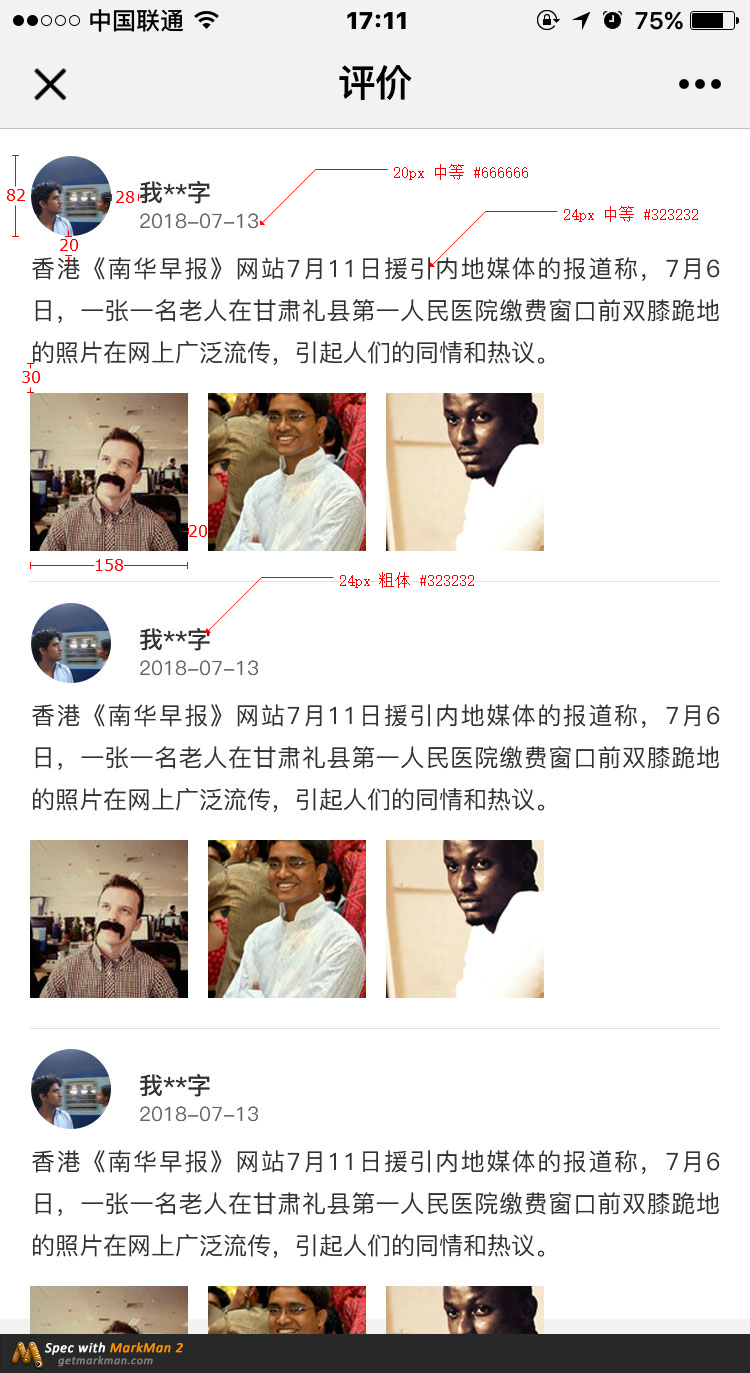 中国联通 17:11 75%
评价
20px 中等 #666666
82 28 我**字
24px 中等 #323232
2018-07-13
20
香港《南华早报》网站7月11日援引内地媒体的报道称，7月6
日，一张一名老人在甘肃礼县第一人民医院缴费窗口前双膝跪地
的照片在网上广泛流传，引起人们的同情和热议。
30
20
158
24px 粗体 #323232
我**字
2018-07-13
香港《南华早报》网站7月11日援引内地媒体的报道称，7月6
日，一张一名老人在甘肃礼县第一人民医院缴费窗口前双膝跪地
的照片在网上广泛流传，引起人们的同情和热议。
我**字
2018-07-13
香港《南华早报》网站7月11日援引内地媒体的报道称，7月6
日，一张一名老人在甘肃礼县第一人民医院缴费窗口前双膝跪地
的照片在网上广泛流传，引起人们的同情和热议。
Spec with MarkMan 2
getmarkman.com